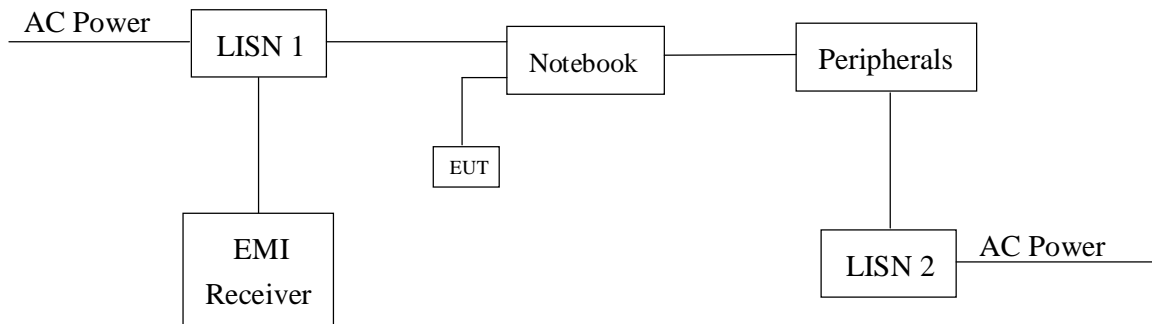 AC Power
LISN 1
Notebook
Peripherals
EUT
EMI
Receiver
LISN 2
AC Power